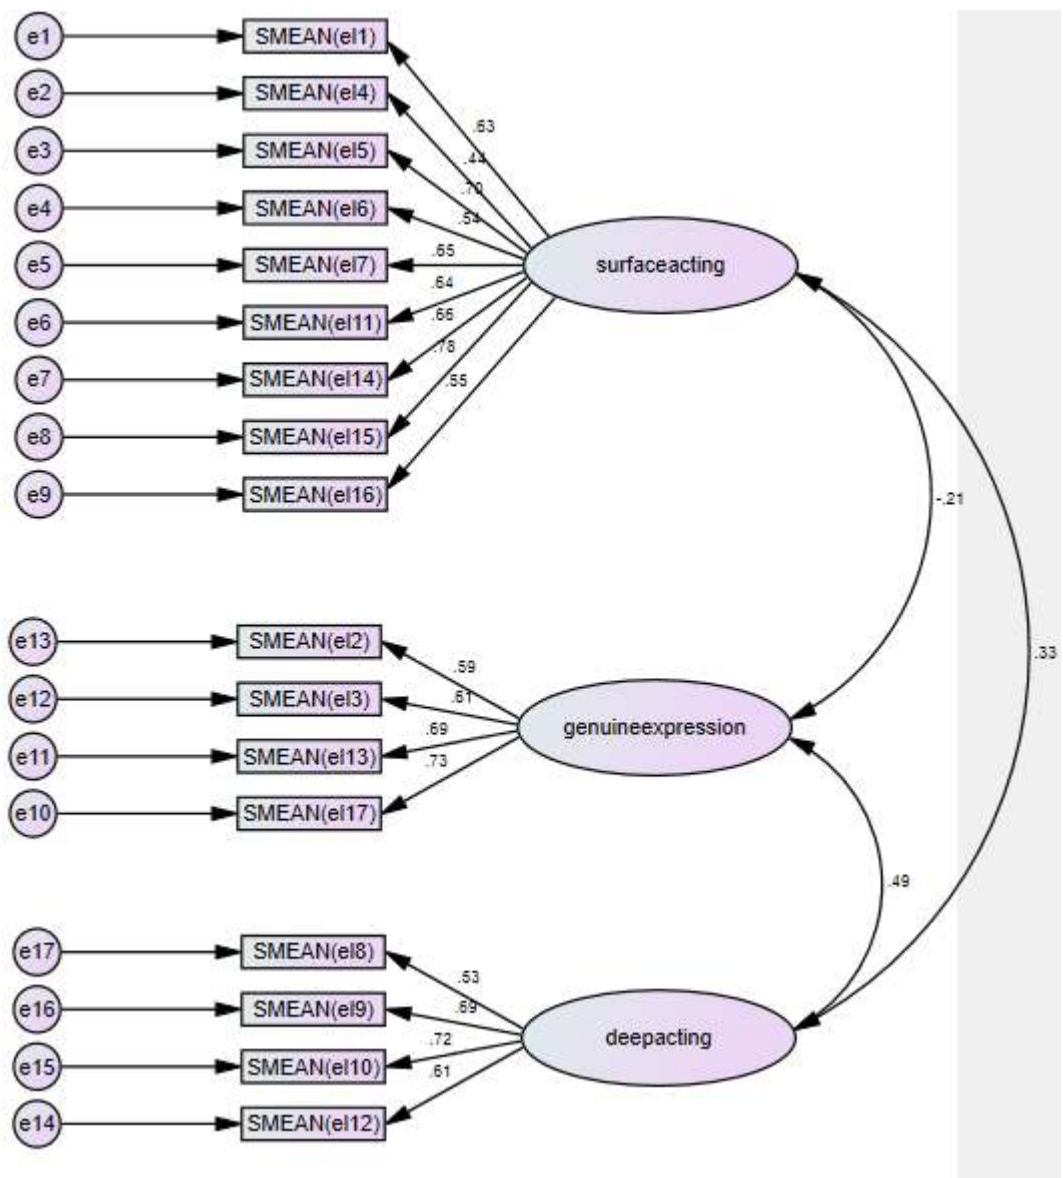 e1 SMEAN(el1)
e2 SMEAN(el4)
.63
e3 SMEAN(el5)
.44
.70
e4 SMEAN(el6)
.54
e5 SMEAN(el7) .65 surfaceacting
.64
e6 SMEAN(el11) .66
.78
e7 SMEAN(el14) .55
e8 SMEAN(el15)
e9 SMEAN(el16)
-.21
e13 SMEAN(el2)
.33
.59
e12 SMEAN(el3) .61
.69 genuineexpression
e11 SMEAN(el13) .73
e10 SMEAN(el17)
.49
e17 SMEAN(el8)
.53
e16 SMEAN(el9) .69
.72 deepacting
e15 SMEAN(el10) .61
e14 SMEAN(el12)